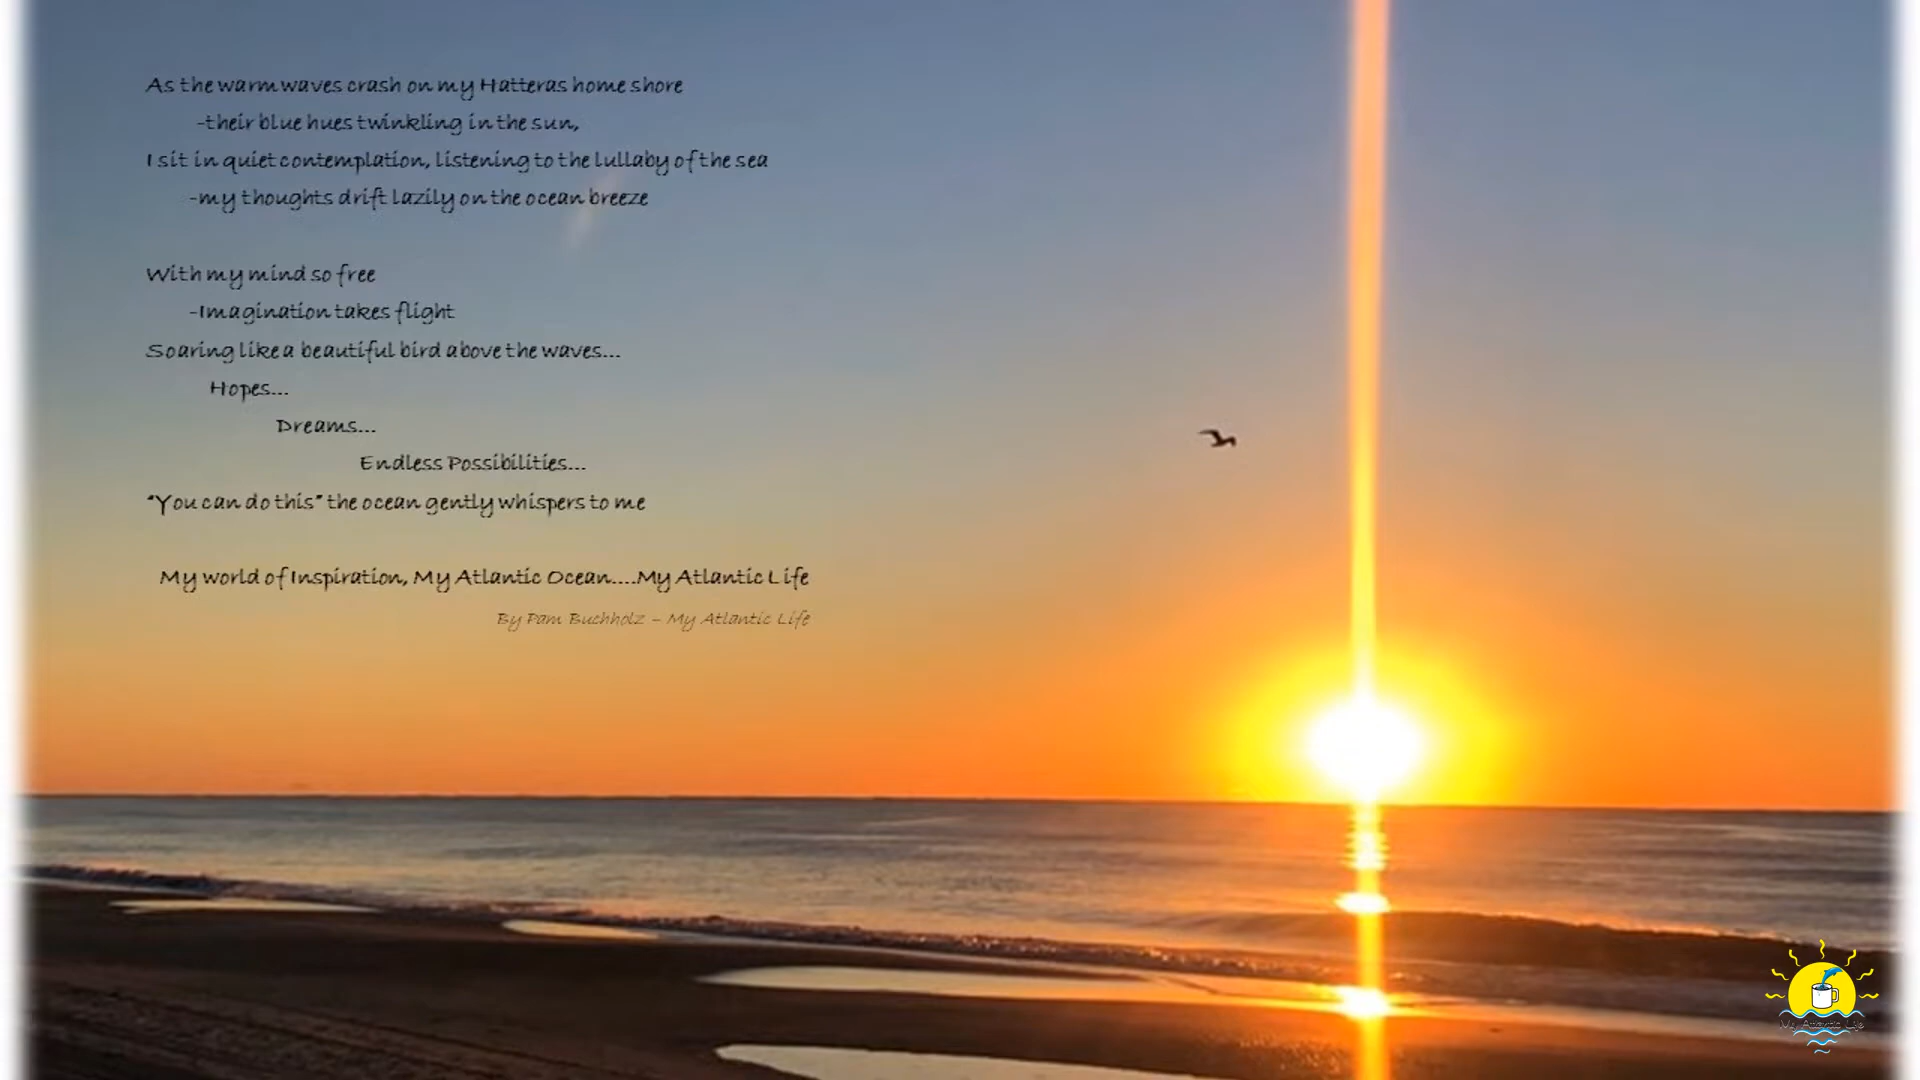 As the warm waves crash on my Hatteras home shore
-their blue hues twinkling in the sun,
I sit in quiet contemplation, listening to the lullaby of the sea
-my thoughts drift lazily on the ocean breeze
With my mind so free
-Imagination takes flight
Soaring like a beautiful bird above the waves...
Hopes...
Dreams...
Endless Possibilities...
“You can do this” the ocean gently whispers to me
My world of Inspiration, My Atlantic Ocean....My Atlantic Life
By Pam Buchholz – My Atlantic Life
My Atlantic Life